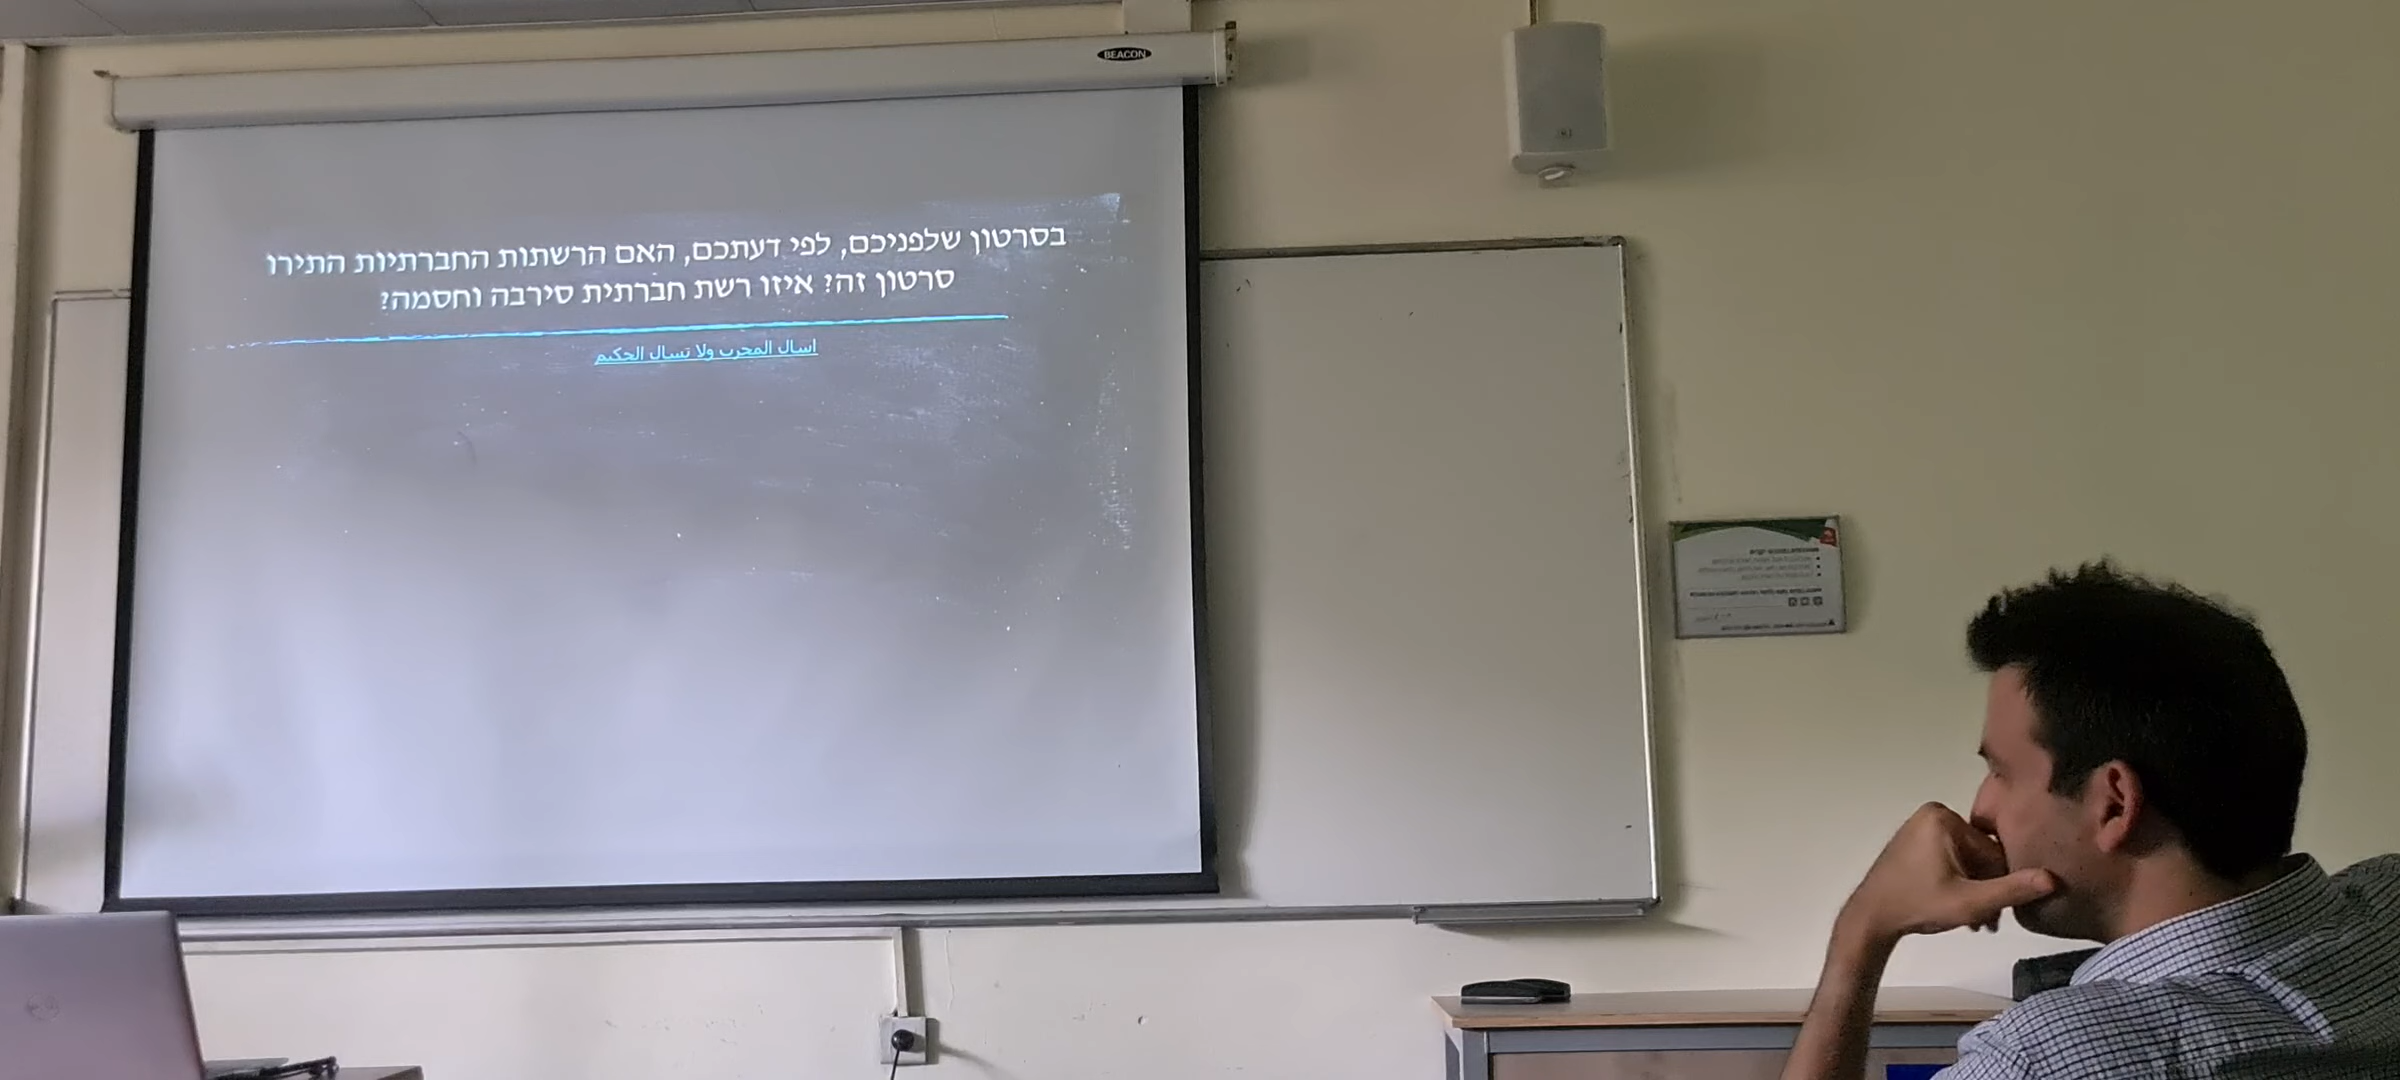 BEACON
בסרטון שלפניכם, לפי דעתכם, האם הרשתות החברתיות התירו
סרטון זה? איזו רשת חברתית סירבה וחסמה?
اسال المجرب ولا تسال الحكيم